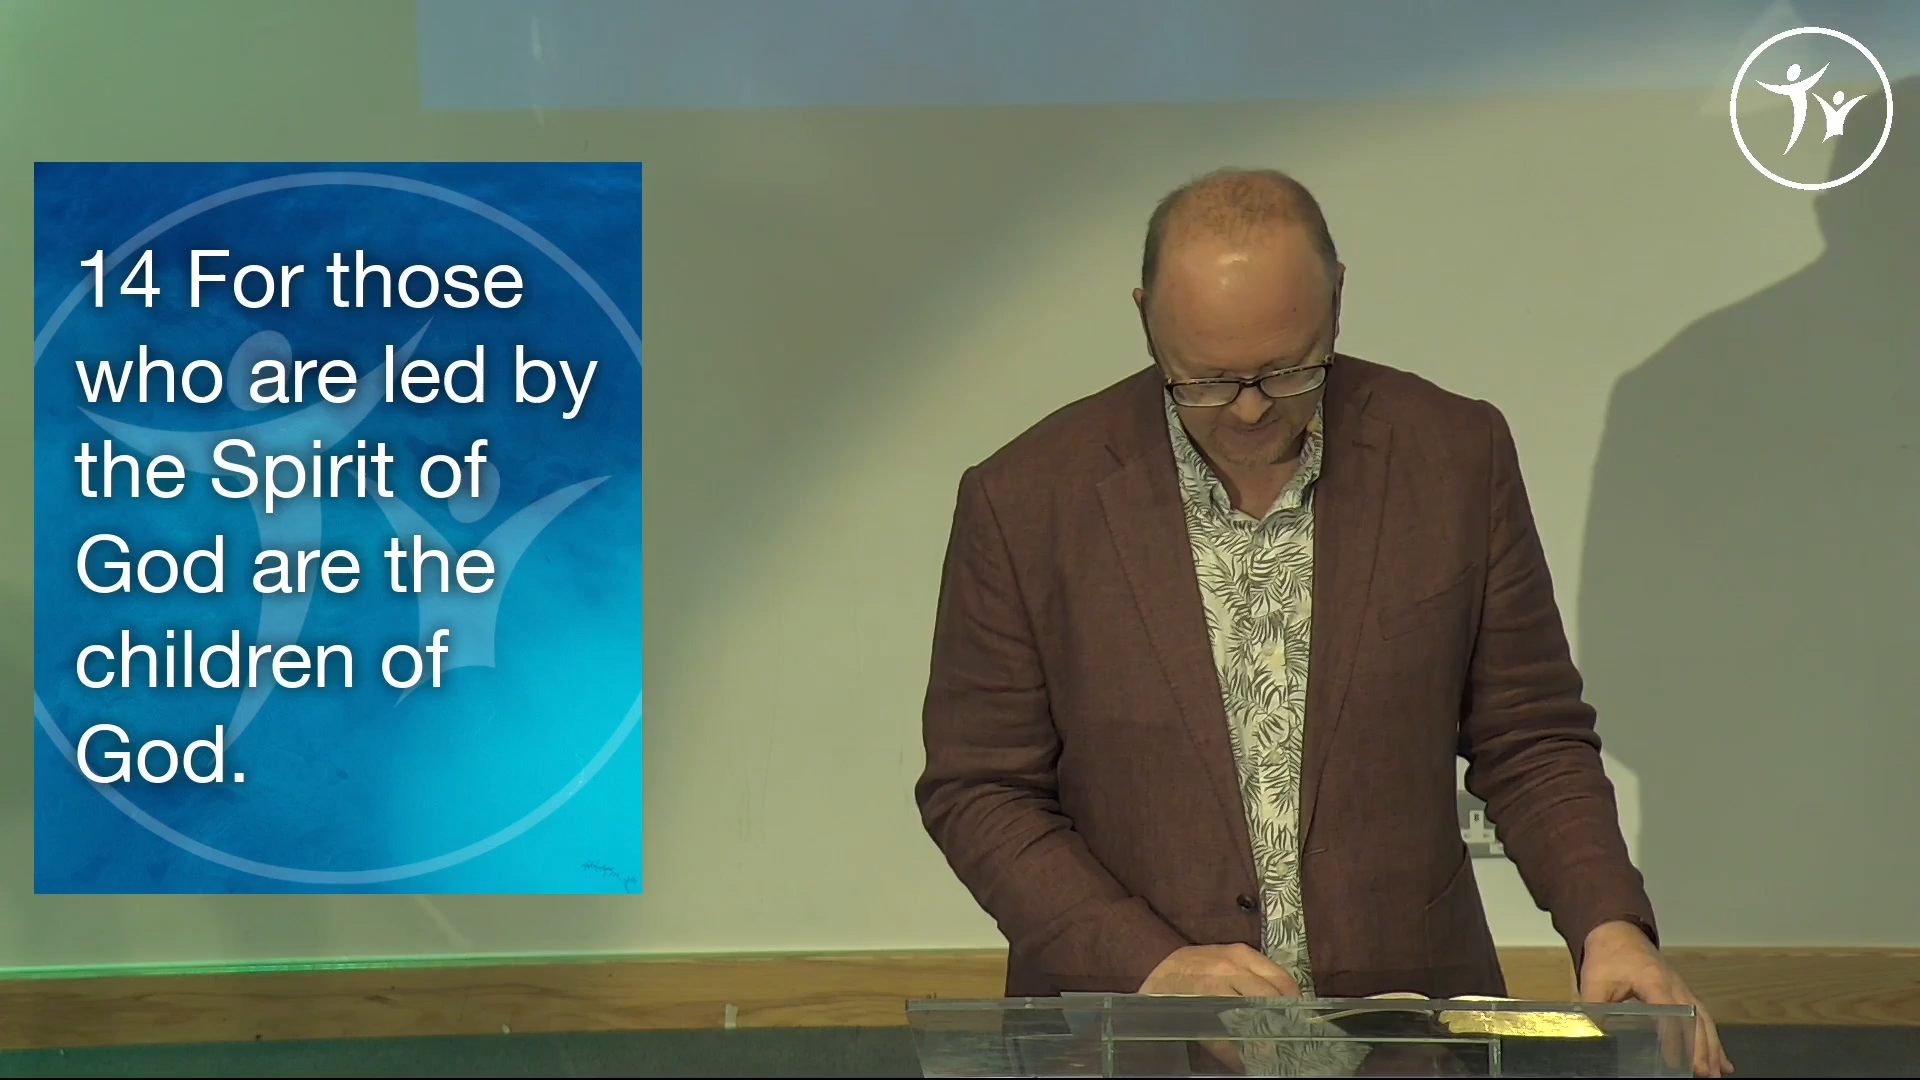 14 For those
who are led by
the Spirit of
God are the
children of
God.